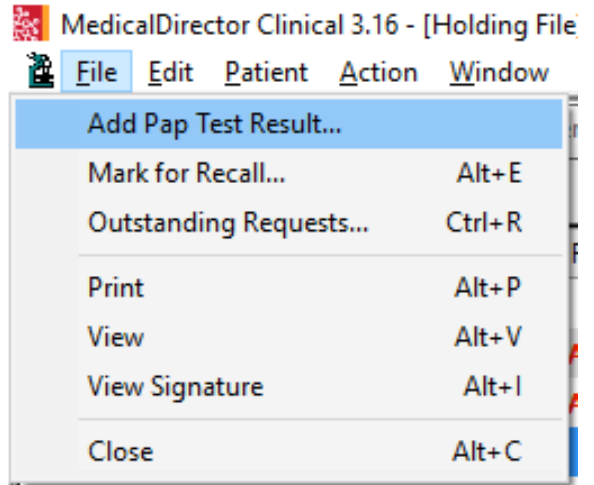 MedicalDirector Clinical 3.16 - [Holding File]
File Edit Patient Action Window
Add Pap Test Result...
Mark for Recall... Alt+E
Outstanding Requests... Ctrl+R
Print Alt+P
View Alt+V
View Signature Alt+I
Close Alt+C